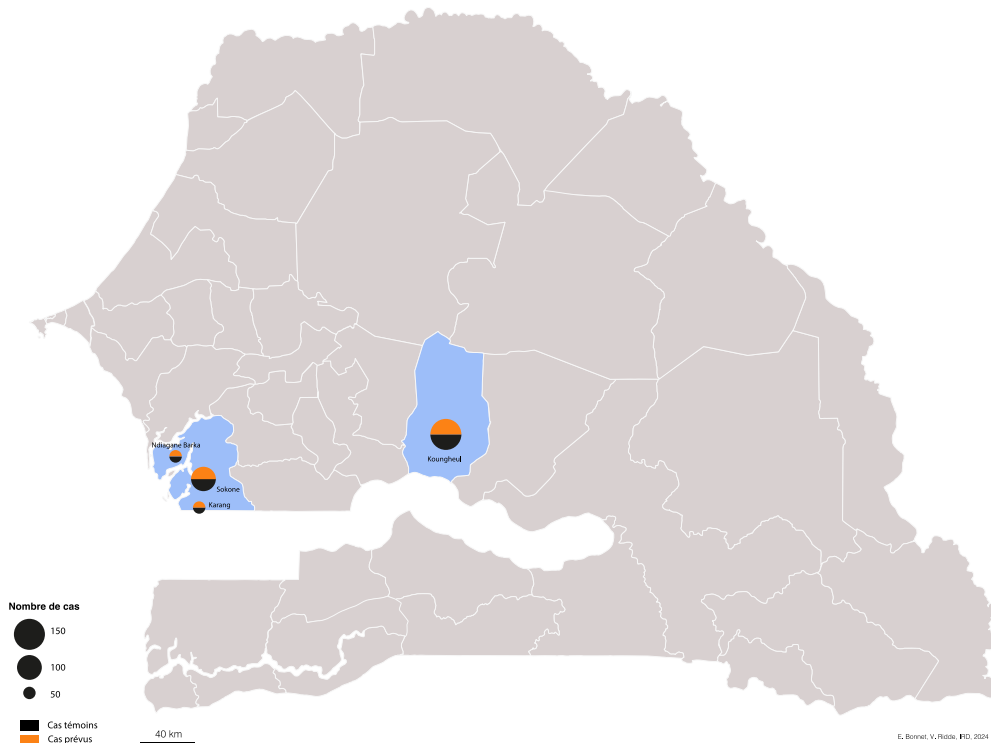 Ndiagane Barka
Koungheul
Sokone
Karang
Nombre de cas
150
100
50
Cas témoins
Cas prévus
40 km
E. Bonnet, V. Ridde, IRD, 2024